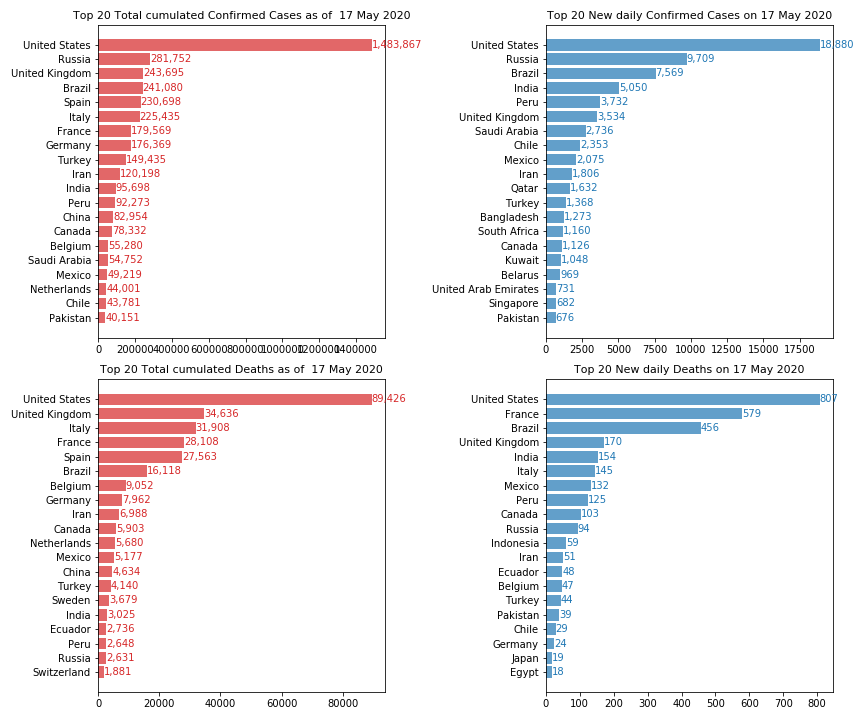 Top 20 Total cumulated Confirmed Cases as of  17 May 2020
United States 1,483,867
Russia 281,752
United Kingdom 243,695
Brazil 241,080
Spain 230,698
Italy 225,435
France 179,569
Germany 176,369
Turkey 149,435
Iran 120,198
India 95,698
Peru 92,273
China 82,954
Canada 78,332
Belgium 55,280
Saudi Arabia 54,752
Mexico 49,219
Netherlands 44,001
Chile 43,781
Pakistan 40,151
0 200000 400000 600000 800000 1000000 1200000 1400000
Top 20 New daily Confirmed Cases on 17 May 2020
United States 18,880
Russia 9,709
Brazil 7,569
India 5,050
Peru 3,732
United Kingdom 3,534
Saudi Arabia 2,736
Chile 2,353
Mexico 2,075
Iran 1,806
Qatar 1,632
Turkey 1,368
Bangladesh 1,273
South Africa 1,160
Canada 1,126
Kuwait 1,048
Belarus 969
United Arab Emirates 731
Singapore 682
Pakistan 676
0 2500 5000 7500 10000 12500 15000 17500
Top 20 Total cumulated Deaths as of  17 May 2020
United States 89,426
United Kingdom 34,636
Italy 31,908
France 28,108
Spain 27,563
Brazil 16,118
Belgium 9,052
Germany 7,962
Iran 6,988
Canada 5,903
Netherlands 5,680
Mexico 5,177
China 4,634
Turkey 4,140
Sweden 3,679
India 3,025
Ecuador 2,736
Peru 2,648
Russia 2,631
Switzerland 1,881
0 20000 40000 60000 80000
Top 20 New daily Deaths on 17 May 2020
United States 807
France 579
Brazil 456
United Kingdom 170
India 154
Italy 145
Mexico 132
Peru 125
Canada 103
Russia 94
Indonesia 59
Iran 51
Ecuador 48
Belgium 47
Turkey 44
Pakistan 39
Chile 29
Germany 24
Japan 19
Egypt 18
0 100 200 300 400 500 600 700 800